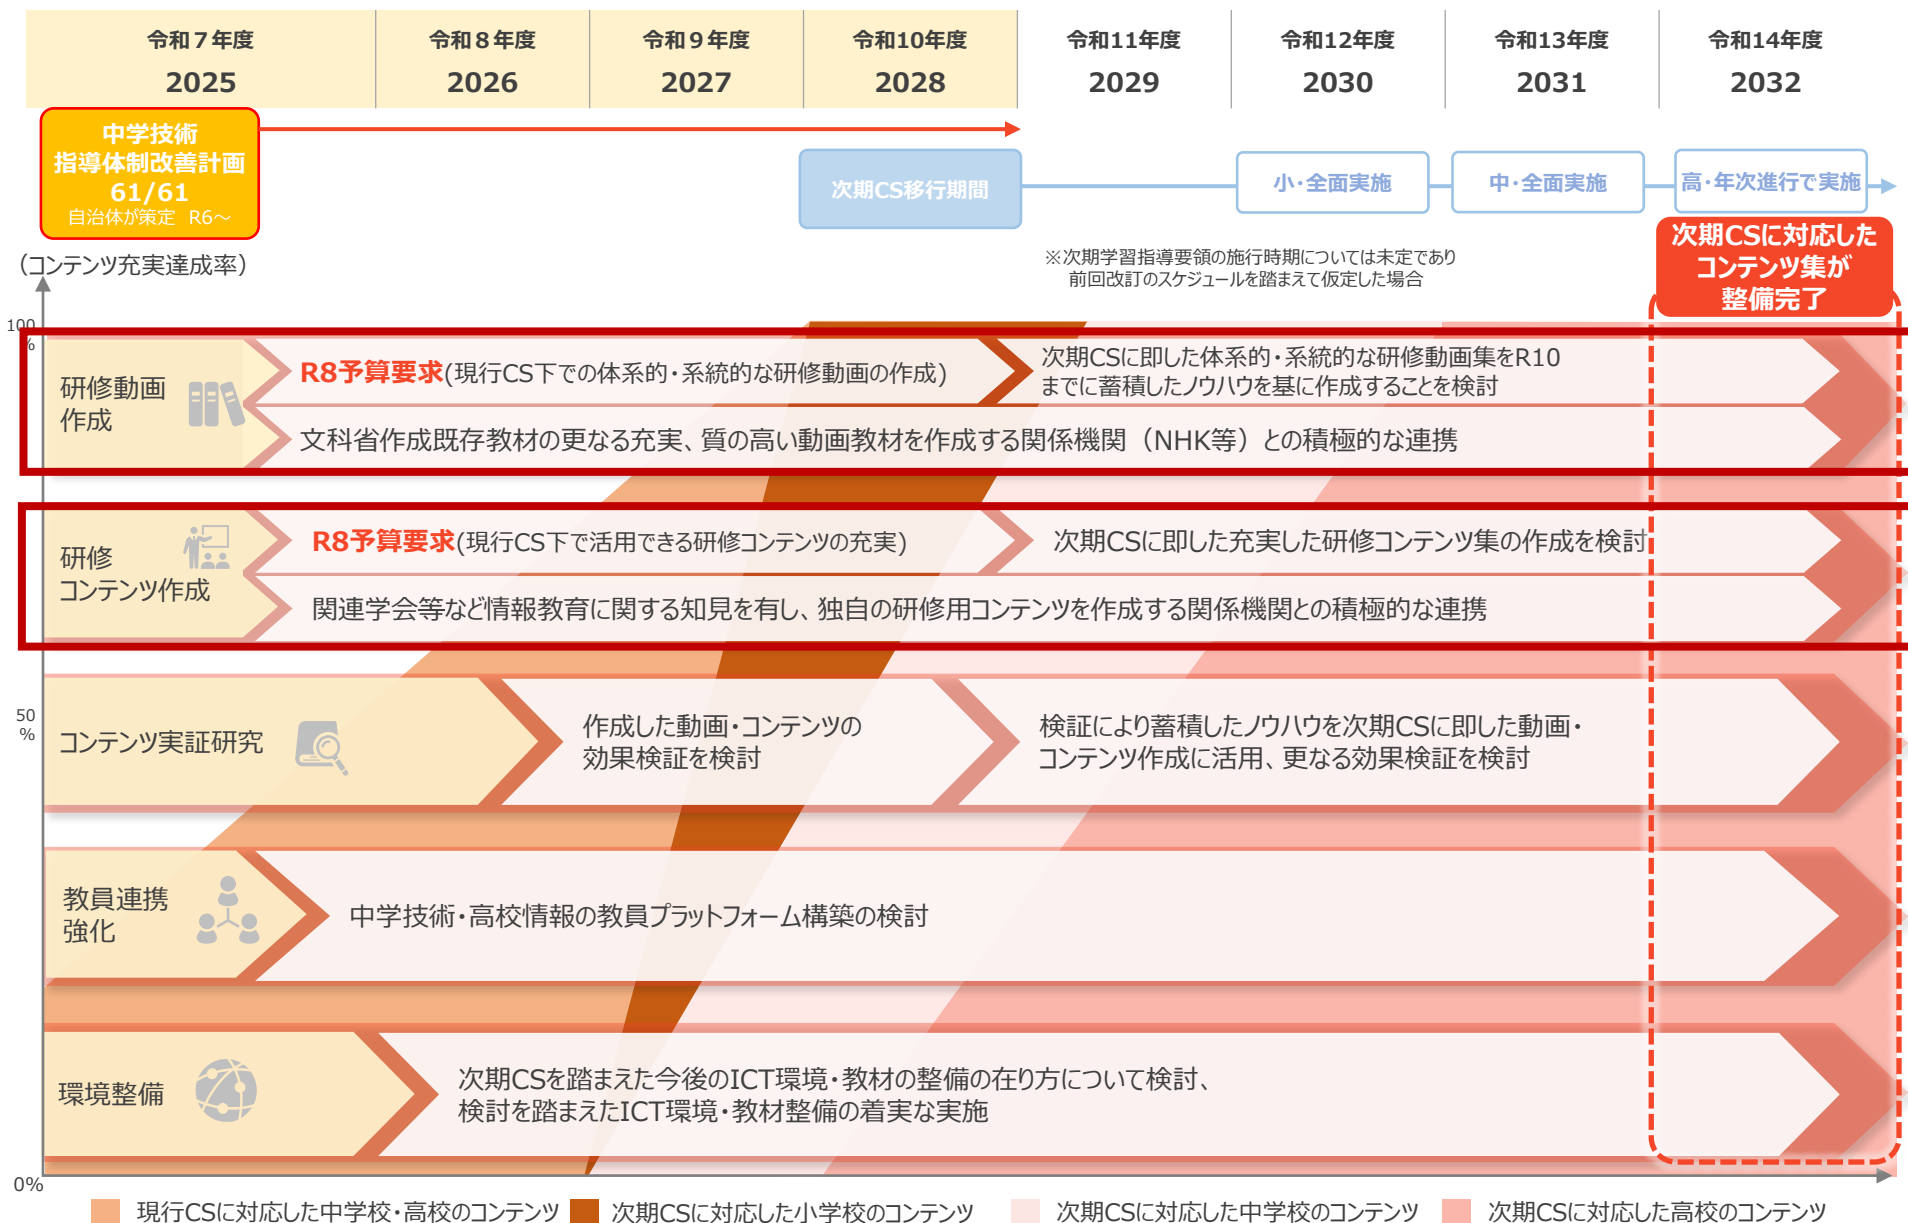 令和７年度
2025
令和８年度
2026
令和９年度
2027
令和10年度
2028
令和11年度
2029
令和12年度
2030
令和13年度
2031
令和14年度
2032
中学技術
指導体制改善計画
61/61
自治体が策定　R6～
次期CS移行期間
小・全面実施
中・全面実施
高・年次進行で実施
※次期学習指導要領の施行時期については未定であり
前回改訂のスケジュールを踏まえて仮定した場合
次期CSに対応した
コンテンツ集が
整備完了
（コンテンツ充実達成率）
100
%
研修動画
作成
R8予算要求(現行CS下での体系的・系統的な研修動画の作成)
次期CSに即した体系的・系統的な研修動画集をR10
までに蓄積したノウハウを基に作成することを検討
文科省作成既存教材の更なる充実、質の高い動画教材を作成する関係機関（NHK等）との積極的な連携
研修
コンテンツ作成
R8予算要求(現行CS下で活用できる研修コンテンツの充実)
次期CSに即した充実した研修コンテンツ集の作成を検討
関連学会等など情報教育に関する知見を有し、独自の研修用コンテンツを作成する関係機関との積極的な連携
50
%
コンテンツ実証研究
作成した動画・コンテンツの
効果検証を検討
検証により蓄積したノウハウを次期CSに即した動画・
コンテンツ作成に活用、更なる効果検証を検討
教員連携
強化
中学技術・高校情報の教員プラットフォーム構築の検討
環境整備
次期CSを踏まえた今後のICT環境・教材の整備の在り方について検討、
検討を踏まえたICT環境・教材整備の着実な実施
0%
現行CSに対応した中学校・高校のコンテンツ
次期CSに対応した小学校のコンテンツ
次期CSに対応した中学校のコンテンツ
次期CSに対応した高校のコンテンツ